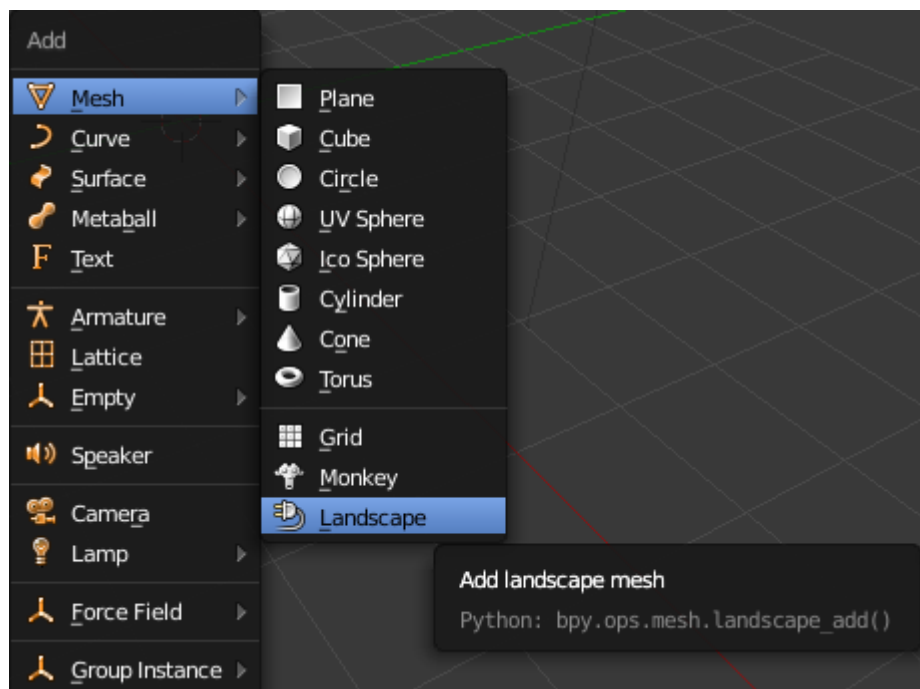 Add
Mesh
Curve
Surface
Metaball
Text
Armature
Lattice
Empty
Speaker
Camera
Lamp
Force Field
Group Instance
Plane
Cube
Circle
UV Sphere
Ico Sphere
Cylinder
Cone
Torus
Grid
Monkey
Landscape
Add landscape mesh
Python: bpy.ops.mesh.landscape_add()